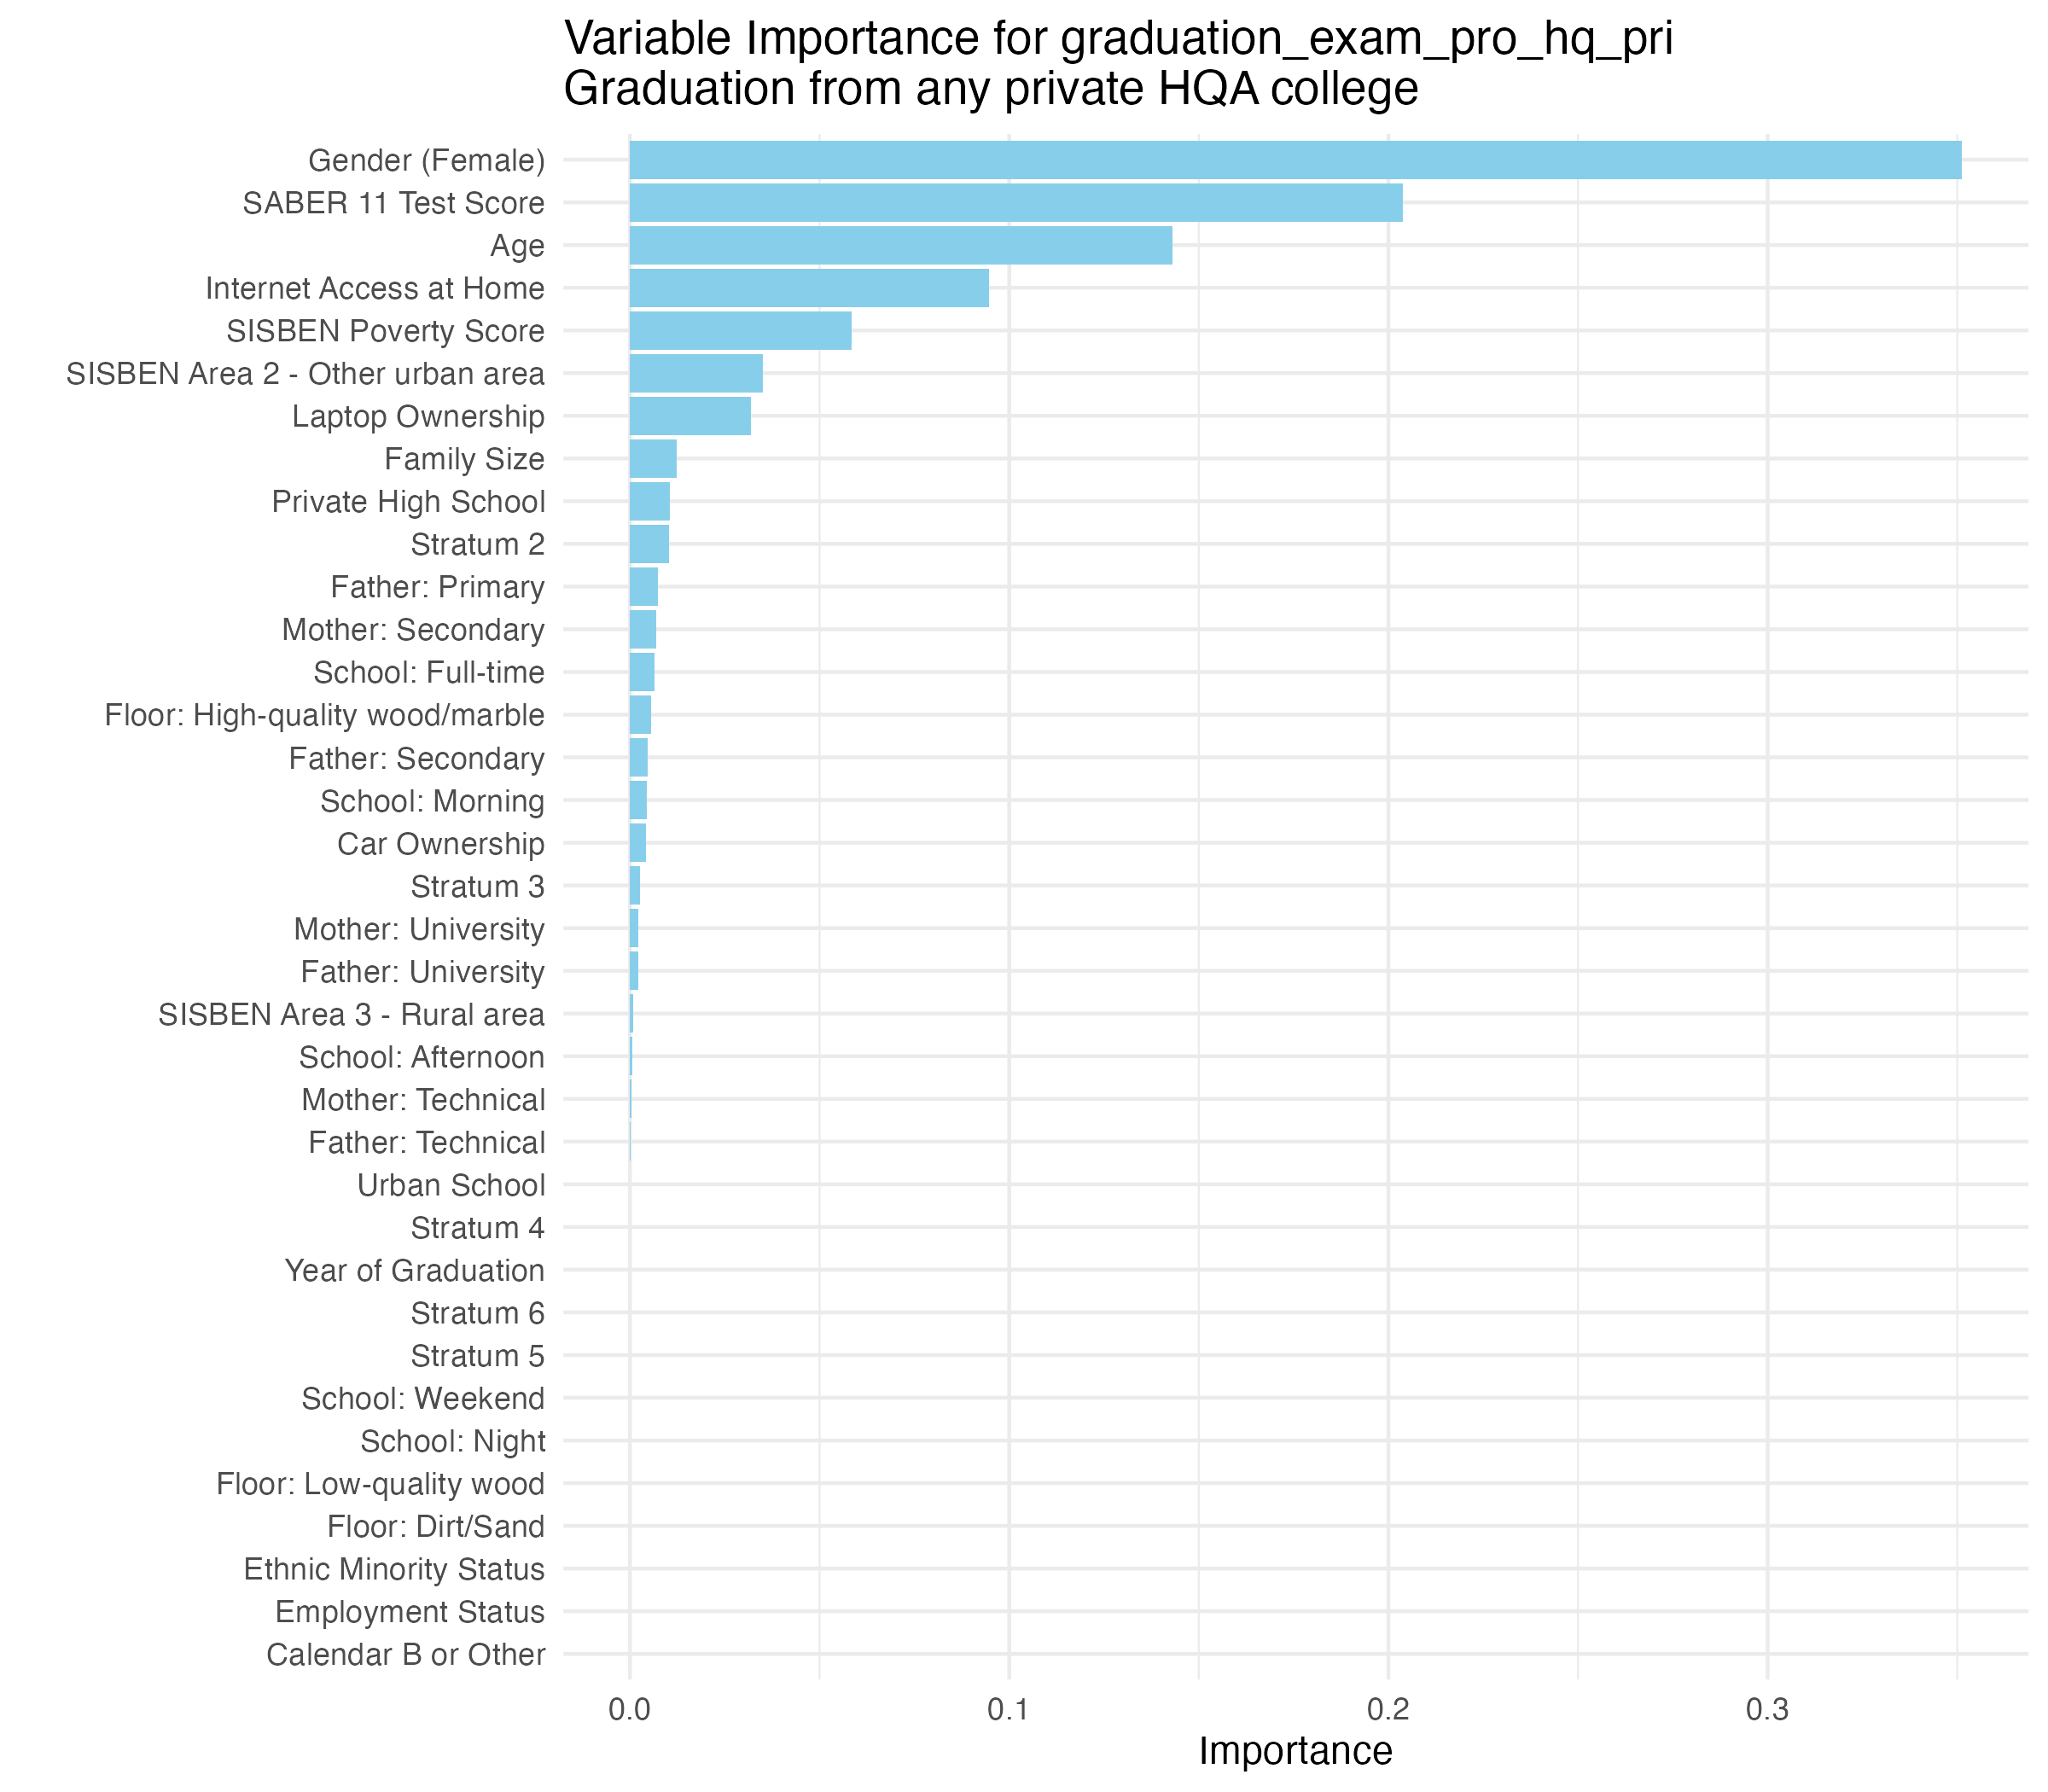 Variable Importance for graduation_exam_pro_hq_pri
Graduation from any private HQA college
Gender (Female)
SABER 11 Test Score
Age
Internet Access at Home
SISBEN Poverty Score
SISBEN Area 2 - Other urban area
Laptop Ownership
Family Size
Private High School
Stratum 2
Father: Primary
Mother: Secondary
School: Full-time
Floor: High-quality wood/marble
Father: Secondary
School: Morning
Car Ownership
Stratum 3
Mother: University
Father: University
SISBEN Area 3 - Rural area
School: Afternoon
Mother: Technical
Father: Technical
Urban School
Stratum 4
Year of Graduation
Stratum 6
Stratum 5
School: Weekend
School: Night
Floor: Low-quality wood
Floor: Dirt/Sand
Ethnic Minority Status
Employment Status
Calendar B or Other
0.0 0.1 0.2 0.3
Importance